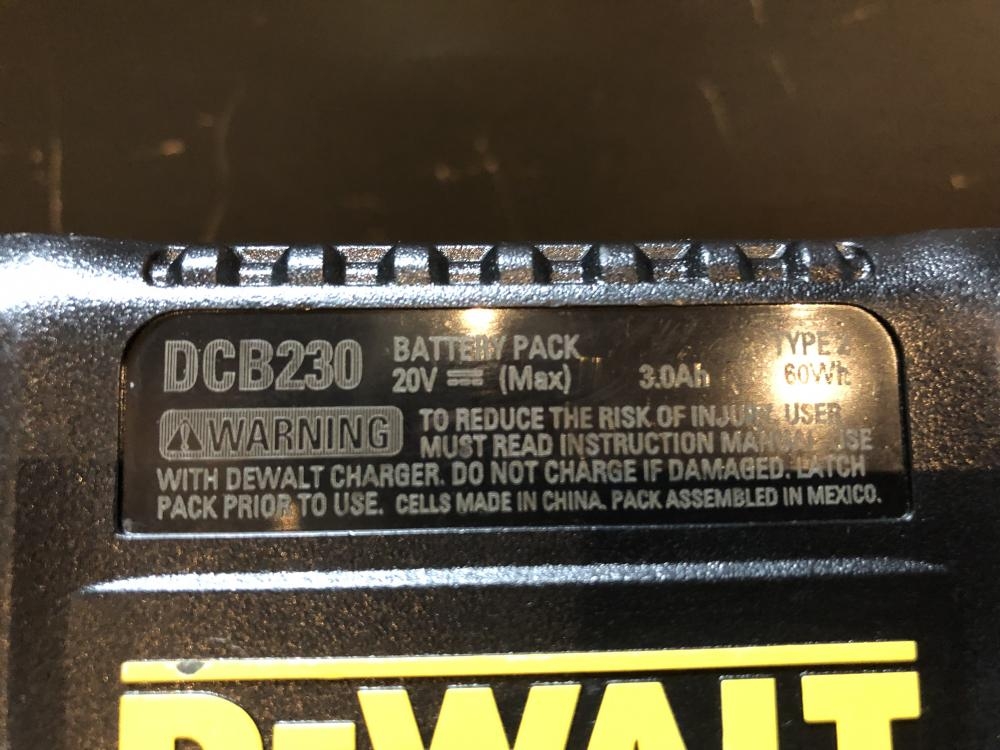 DCB230 BATTERY PACK TYPE 2
20V ⎓ (Max) 3.0Ah 60Wh
⚠WARNING TO REDUCE THE RISK OF INJURY, USER
MUST READ INSTRUCTION MANUAL. USE
WITH DEWALT CHARGER. DO NOT CHARGE IF DAMAGED. LATCH
PACK PRIOR TO USE. CELLS MADE IN CHINA. PACK ASSEMBLED IN MEXICO.
DEWALT